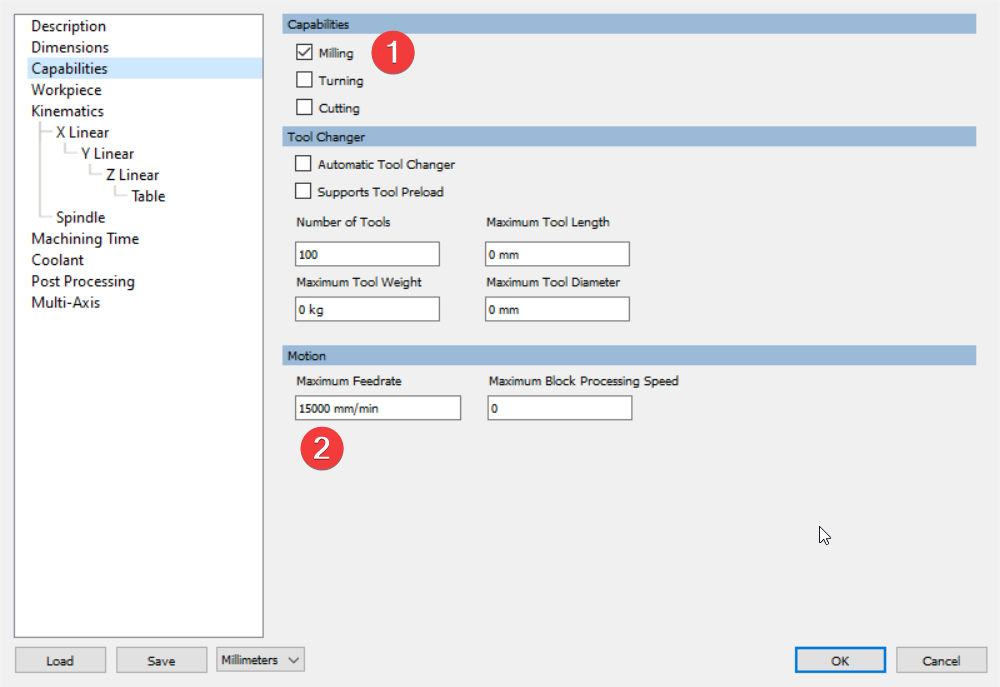 Description
Dimensions
Capabilities
Workpiece
Kinematics
X Linear
Y Linear
Z Linear
Table
Spindle
Machining Time
Coolant
Post Processing
Multi-Axis
Capabilities
Milling
1
Turning
Cutting
Tool Changer
Automatic Tool Changer
Supports Tool Preload
Number of Tools Maximum Tool Length
100 0 mm
Maximum Tool Weight Maximum Tool Diameter
0 kg 0 mm
Motion
Maximum Feedrate Maximum Block Processing Speed
15000 mm/min 0
2
Load Save Millimeters OK Cancel